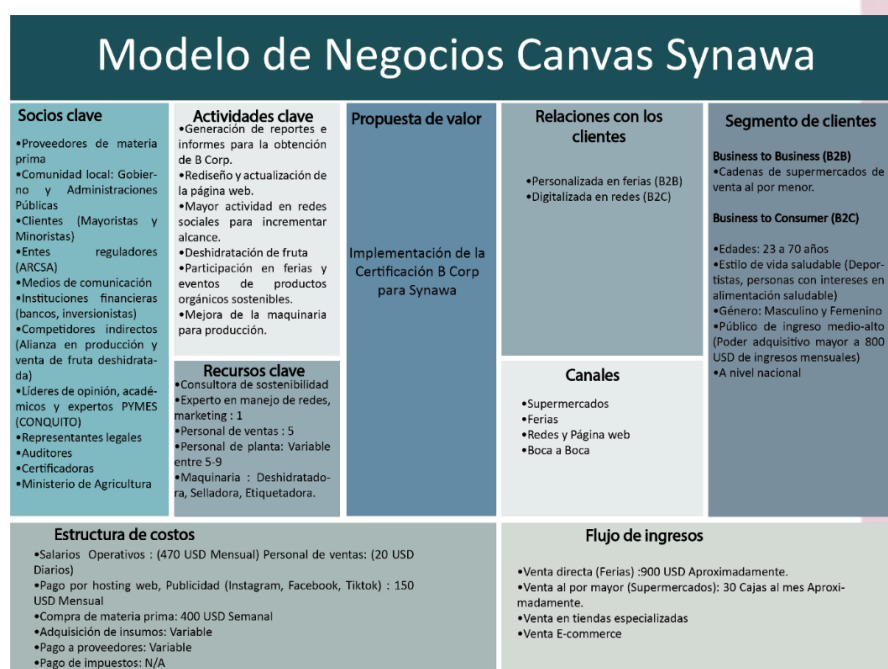 Modelo de Negocios Canvas Synawa
Socios clave
•Proveedores de materia
prima
•Comunidad local: Gobier-
no y Administraciones
Públicas
•Clientes (Mayoristas y
Minoristas)
•Entes reguladores
(ARCSA)
•Medios de comunicación
•Instituciones financieras
(bancos, inversionistas)
•Competidores indirectos
(Alianza en producción y
venta de fruta deshidrata-
da)
•Líderes de opinión, acadé-
micos y expertos PYMES
(CONQUITO)
•Representantes legales
•Auditores
•Certificadoras
•Ministerio de Agricultura
Actividades clave
•Generación de reportes e
informes para la obtención
de B Corp.
•Rediseño y actualización de
la página web.
•Mayor actividad en redes
sociales para incrementar
alcance.
•Deshidratación de fruta
•Participación en ferias y
eventos de productos
orgánicos sostenibles.
•Mejora de la maquinaria
para producción.
Recursos clave
•Consultora de sostenibilidad
•Experto en manejo de redes,
marketing : 1
•Personal de ventas : 5
•Personal de planta: Variable
entre 5-9
•Maquinaria : Deshidratado-
ra, Selladora, Etiquetadora.
Propuesta de valor
Implementación de la
Certificación B Corp
para Synawa
Relaciones con los
clientes
•Personalizada en ferias (B2B)
•Digitalizada en redes (B2C)
Canales
•Supermercados
•Ferias
•Redes y Página web
•Boca a Boca
Segmento de clientes
Business to Business (B2B)
•Cadenas de supermercados de
venta al por menor.
Business to Consumer (B2C)
•Edades: 23 a 70 años
•Estilo de vida saludable (Depor-
tistas, personas con intereses en
alimentación saludable)
•Género: Masculino y Femenino
•Público de ingreso medio-alto
(Poder adquisitivo mayor a 800
USD de ingresos mensuales)
•A nivel nacional
Estructura de costos
•Salarios Operativos : (470 USD Mensual) Personal de ventas: (20 USD
Diarios)
•Pago por hosting web, Publicidad (Instagram, Facebook, Tiktok) : 150
USD Mensual
•Compra de materia prima: 400 USD Semanal
•Adquisición de insumos: Variable
•Pago a proveedores: Variable
•Pago de impuestos: N/A
Flujo de ingresos
•Venta directa (Ferias) :900 USD Aproximadamente.
•Venta al por mayor (Supermercados): 30 Cajas al mes Aproxi-
madamente.
•Venta en tiendas especializadas
•Venta E-commerce